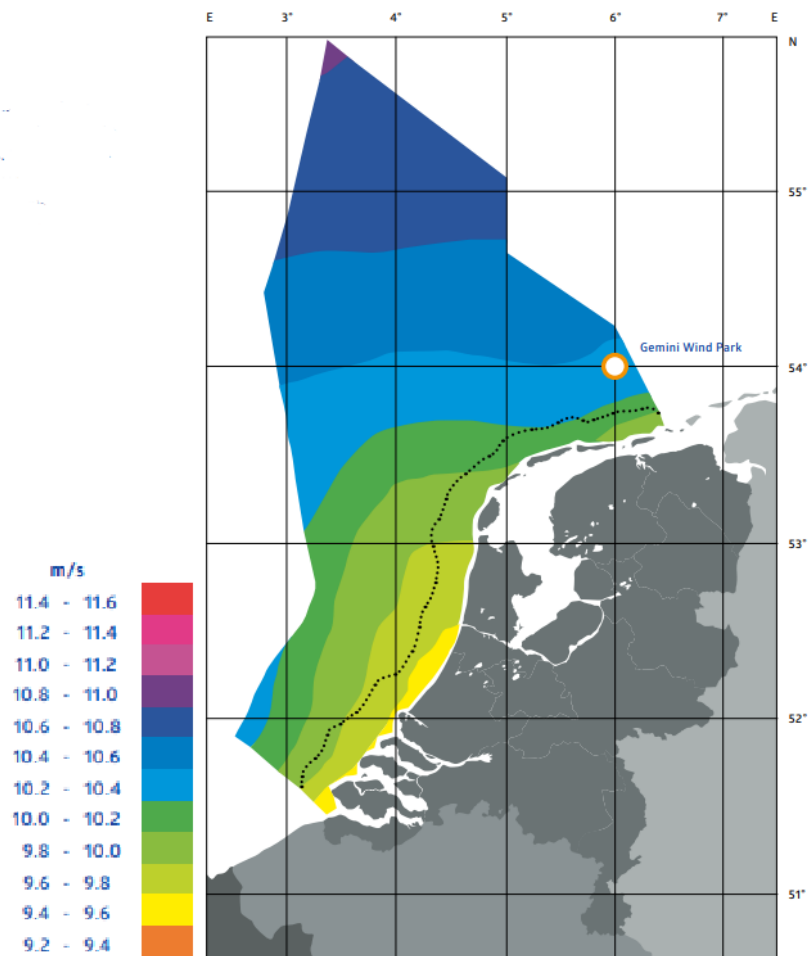 E 3° 4° 5° 6° 7° E
N
55°
Gemini Wind Park
54°
53°
m/s
11.4 - 11.6
11.2 - 11.4
11.0 - 11.2
10.8 - 11.0
10.6 - 10.8
52°
10.4 - 10.6
10.2 - 10.4
10.0 - 10.2
9.8 - 10.0
9.6 - 9.8
51°
9.4 - 9.6
9.2 - 9.4